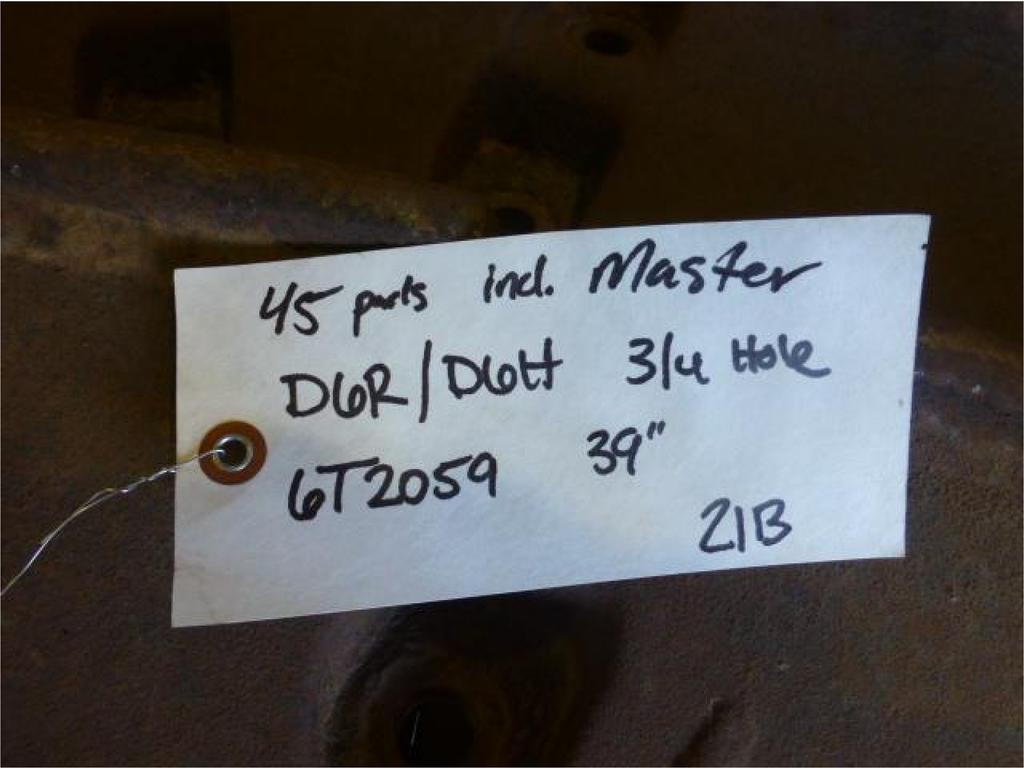 45 parts incl. Master
D6R/D6H 3/4 Hole
6T2059 39"
21B